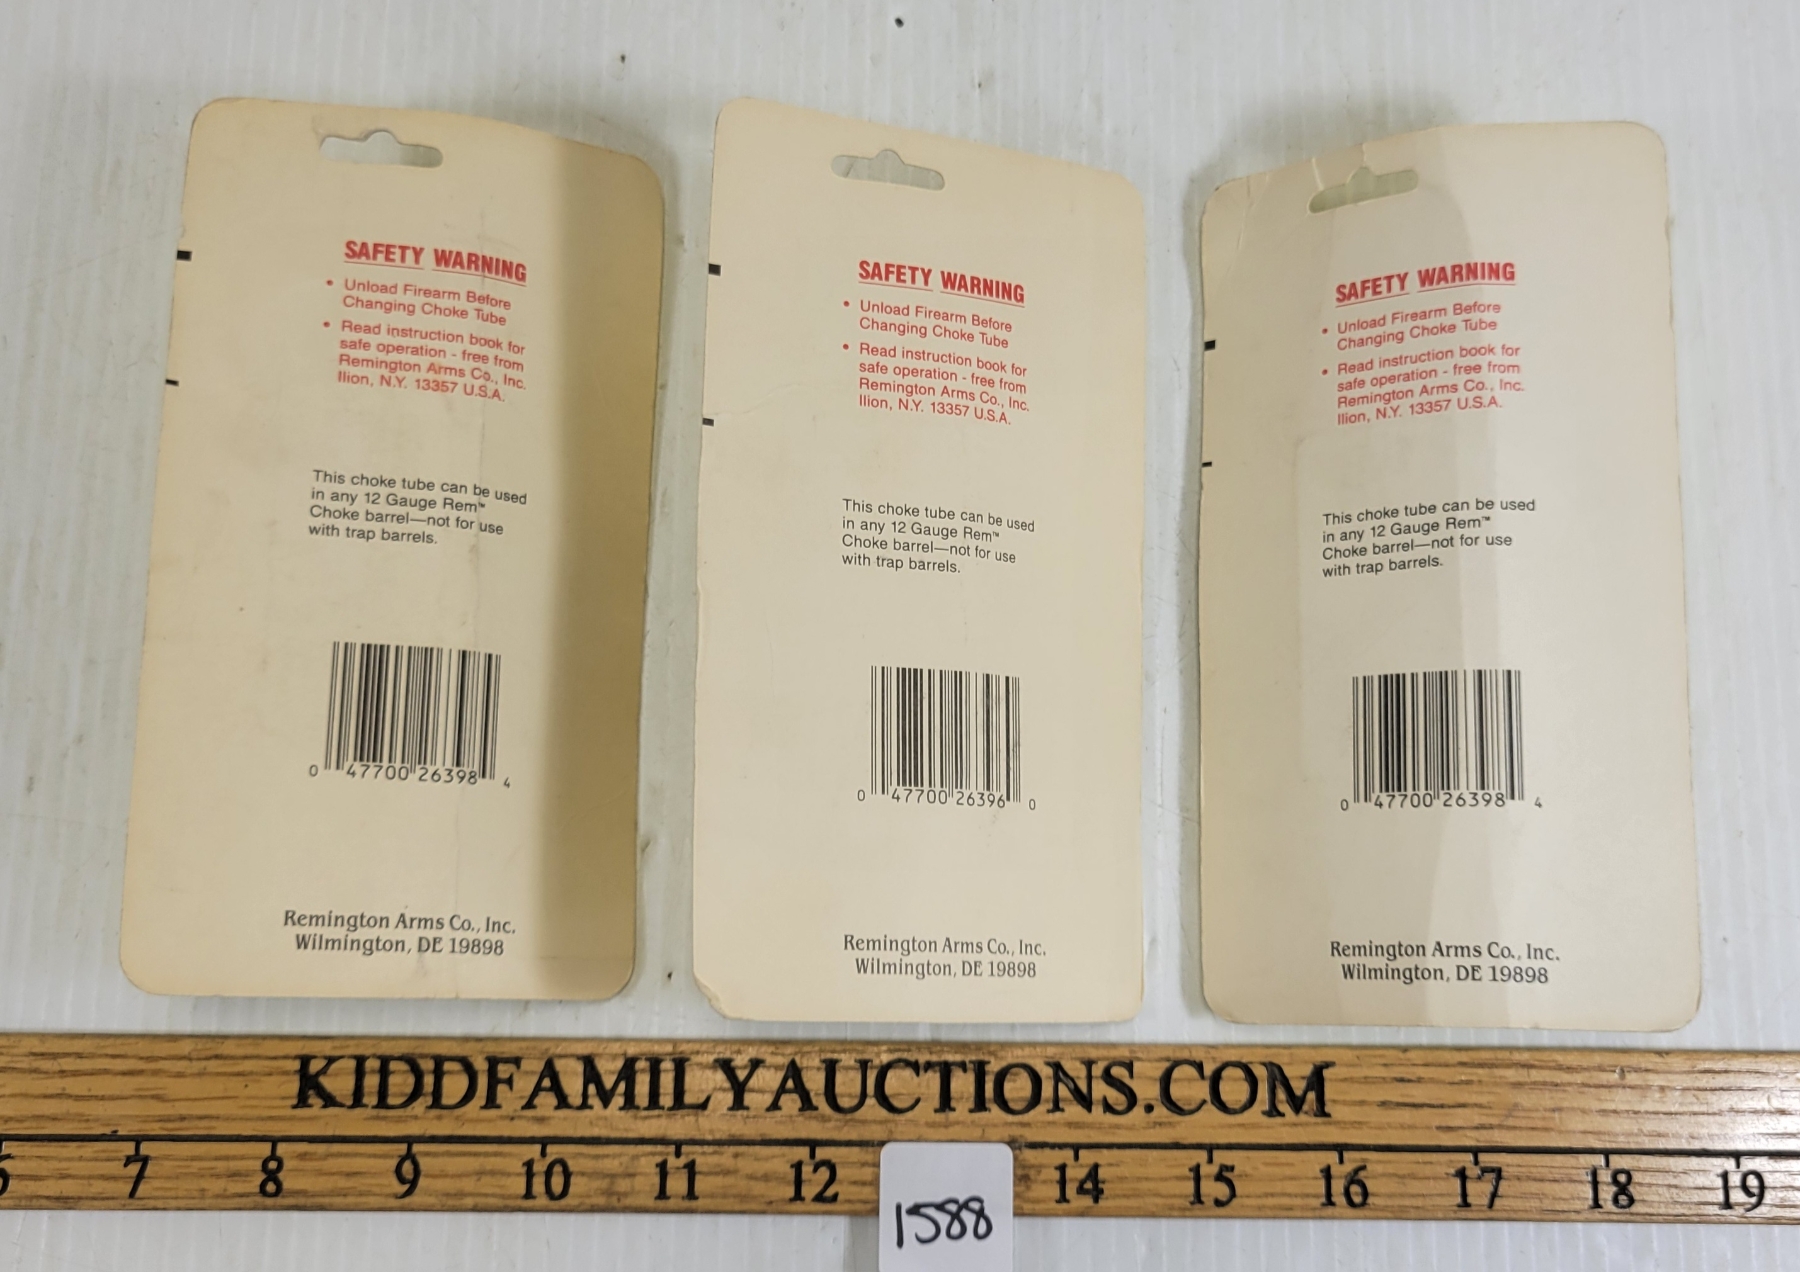 SAFETY WARNING
• Unload Firearm Before
Changing Choke Tube
• Read instruction book for
safe operation - free from
Remington Arms Co., Inc.
Ilion, N.Y. 13357 U.S.A.
This choke tube can be used
in any 12 Gauge Rem™
Choke barrel—not for use
with trap barrels.
0 47700 26398 4
Remington Arms Co., Inc.
Wilmington, DE 19898
SAFETY WARNING
• Unload Firearm Before
Changing Choke Tube
• Read instruction book for
safe operation - free from
Remington Arms Co., Inc.
Ilion, N.Y. 13357 U.S.A.
This choke tube can be used
in any 12 Gauge Rem™
Choke barrel—not for use
with trap barrels.
0 47700 26396 0
Remington Arms Co., Inc.
Wilmington, DE 19898
SAFETY WARNING
• Unload Firearm Before
Changing Choke Tube
• Read instruction book for
safe operation - free from
Remington Arms Co., Inc.
Ilion, N.Y. 13357 U.S.A.
This choke tube can be used
in any 12 Gauge Rem™
Choke barrel—not for use
with trap barrels.
0 47700 26398 4
Remington Arms Co., Inc.
Wilmington, DE 19898
KIDDFAMILYAUCTIONS.COM
7 8 9 10 11 12 14 15 16 17 18 19
1588